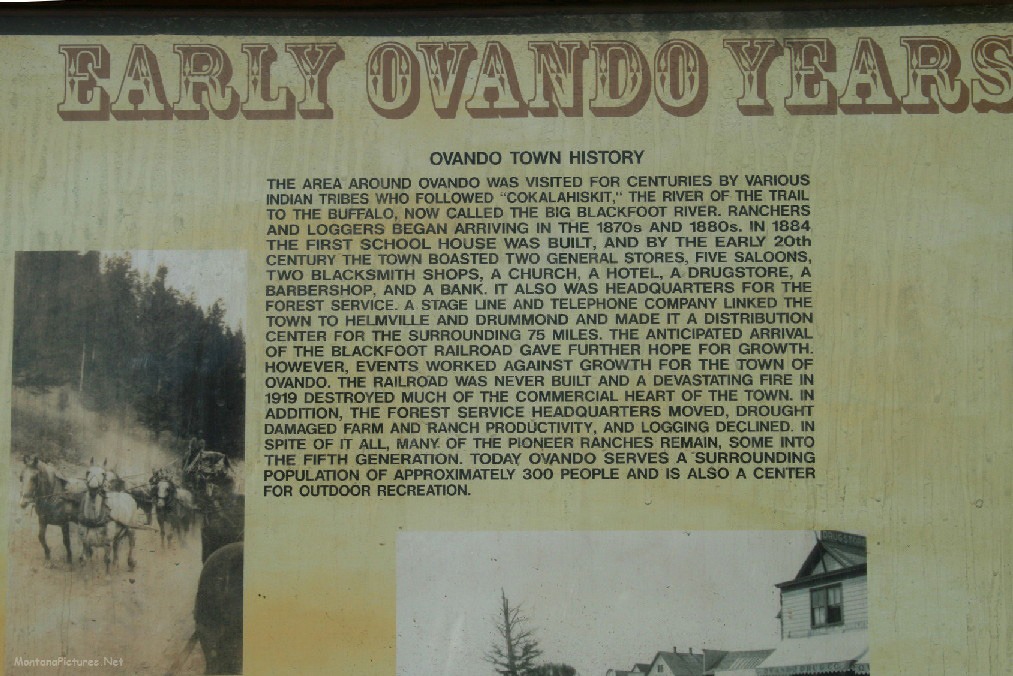 EARLY OVANDO YEARS
OVANDO TOWN HISTORY
THE AREA AROUND OVANDO WAS VISITED FOR CENTURIES BY VARIOUS
INDIAN TRIBES WHO FOLLOWED "COKALAHISKIT," THE RIVER OF THE TRAIL
TO THE BUFFALO, NOW CALLED THE BIG BLACKFOOT RIVER. RANCHERS
AND LOGGERS BEGAN ARRIVING IN THE 1870s AND 1880s. IN 1884
THE FIRST SCHOOL HOUSE WAS BUILT, AND BY THE EARLY 20th
CENTURY THE TOWN BOASTED TWO GENERAL STORES, FIVE SALOONS,
TWO BLACKSMITH SHOPS, A CHURCH, A HOTEL, A DRUGSTORE, A
BARBERSHOP, AND A BANK. IT ALSO WAS HEADQUARTERS FOR THE
FOREST SERVICE. A STAGE LINE AND TELEPHONE COMPANY LINKED THE
TOWN TO HELMVILLE AND DRUMMOND AND MADE IT A DISTRIBUTION
CENTER FOR THE SURROUNDING 75 MILES. THE ANTICIPATED ARRIVAL
OF THE BLACKFOOT RAILROAD GAVE FURTHER HOPE FOR GROWTH.
HOWEVER, EVENTS WORKED AGAINST GROWTH FOR THE TOWN OF
OVANDO. THE RAILROAD WAS NEVER BUILT AND A DEVASTATING FIRE IN
1919 DESTROYED MUCH OF THE COMMERCIAL HEART OF THE TOWN. IN
ADDITION, THE FOREST SERVICE HEADQUARTERS MOVED, DROUGHT
DAMAGED FARM AND RANCH PRODUCTIVITY, AND LOGGING DECLINED. IN
SPITE OF IT ALL, MANY OF THE PIONEER RANCHES REMAIN, SOME INTO
THE FIFTH GENERATION. TODAY OVANDO SERVES A SURROUNDING
POPULATION OF APPROXIMATELY 300 PEOPLE AND IS ALSO A CENTER
FOR OUTDOOR RECREATION.
MontanaPictures.Net